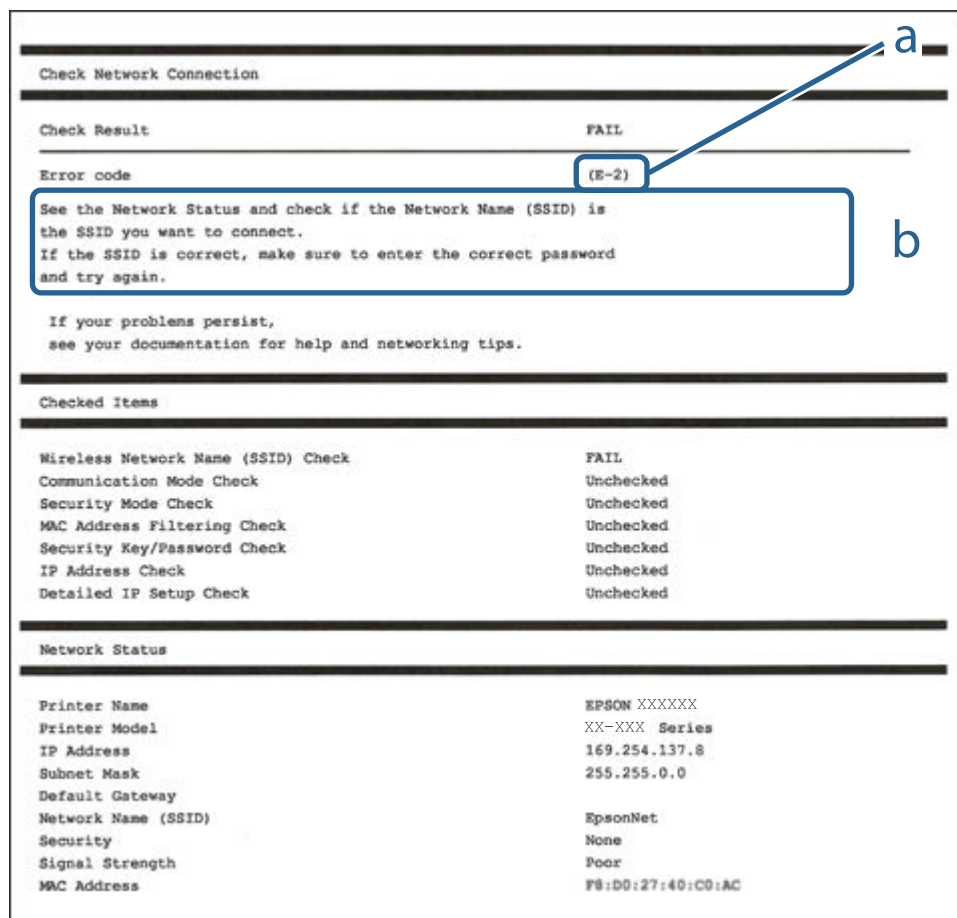 a
Check Network Connection
Check Result FAIL
Error code (E-2)
See the Network Status and check if the Network Name (SSID) is
the SSID you want to connect.
If the SSID is correct, make sure to enter the correct password
and try again.
b
If your problems persist,
see your documentation for help and networking tips.
Checked Items
Wireless Network Name (SSID) Check FAIL
Communication Mode Check Unchecked
Security Mode Check Unchecked
MAC Address Filtering Check Unchecked
Security Key/Password Check Unchecked
IP Address Check Unchecked
Detailed IP Setup Check Unchecked
Network Status
Printer Name EPSON XXXXXX
Printer Model XX-XXX Series
IP Address 169.254.137.8
Subnet Mask 255.255.0.0
Default Gateway
Network Name (SSID) EpsonNet
Security None
Signal Strength Poor
MAC Address F8:D0:27:40:C0:AC